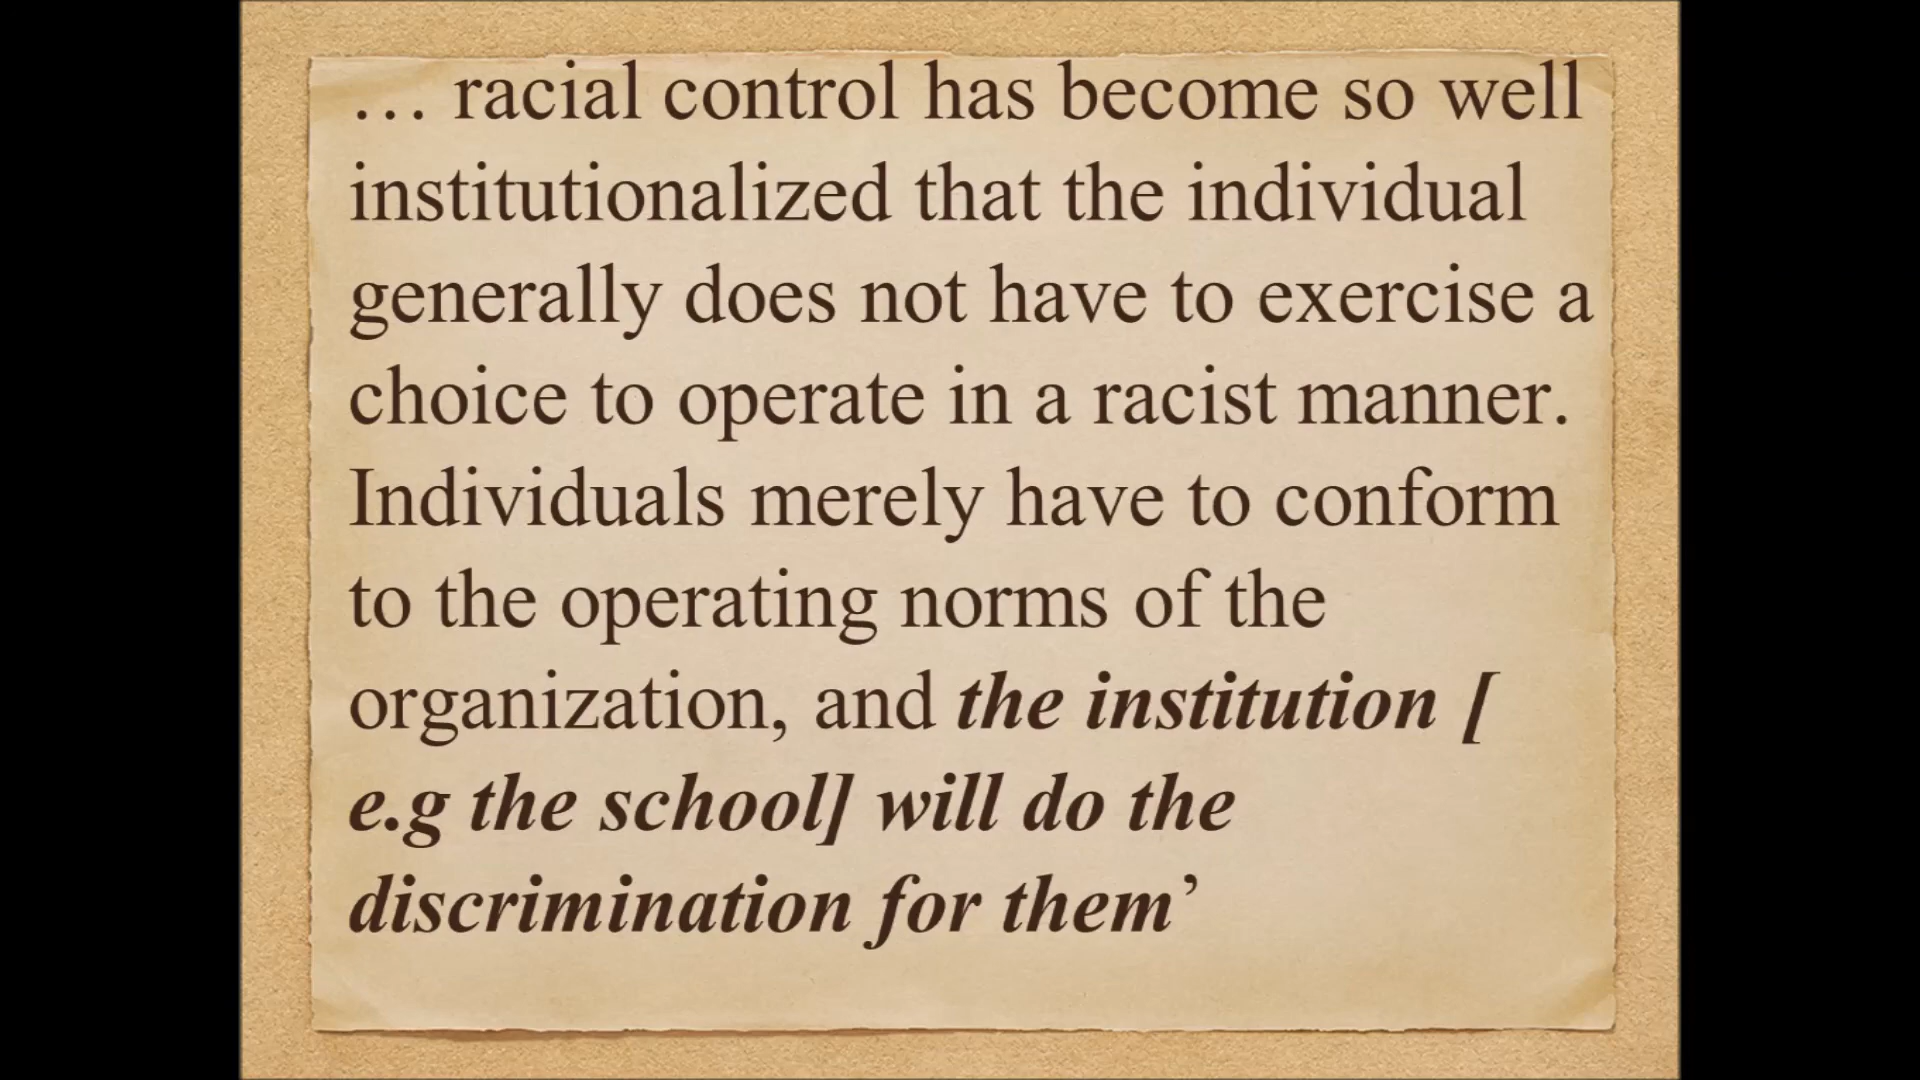 … racial control has become so well
institutionalized that the individual
generally does not have to exercise a
choice to operate in a racist manner.
Individuals merely have to conform
to the operating norms of the
organization, and the institution [
e.g the school] will do the
discrimination for them’